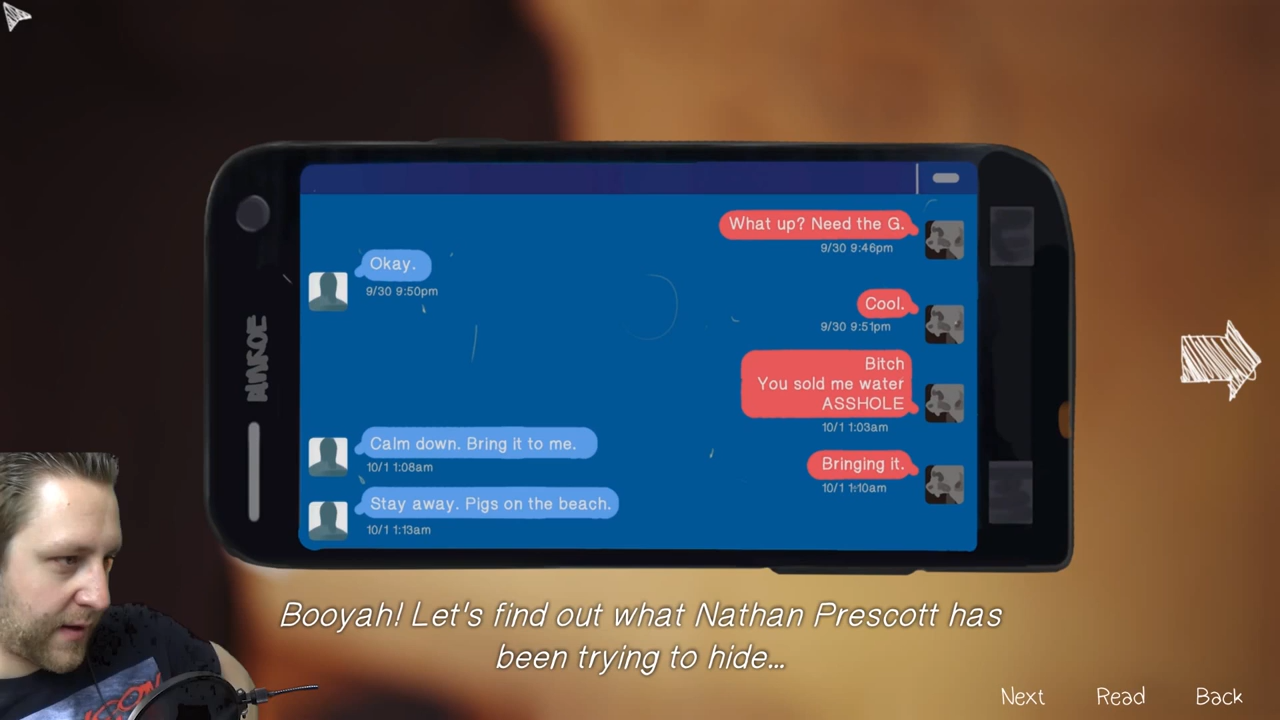 What up? Need the G.
9/30 9:46pm
Okay.
9/30 9:50pm
Cool.
9/30 9:51pm
Bitch
You sold me water
ASSHOLE
10/1 1:03am
Calm down. Bring it to me.
10/1 1:08am
Bringing it.
10/1 1:10am
Stay away. Pigs on the beach.
10/1 1:13am
Booyah! Let's find out what Nathan Prescott has
been trying to hide...
Next Read Back